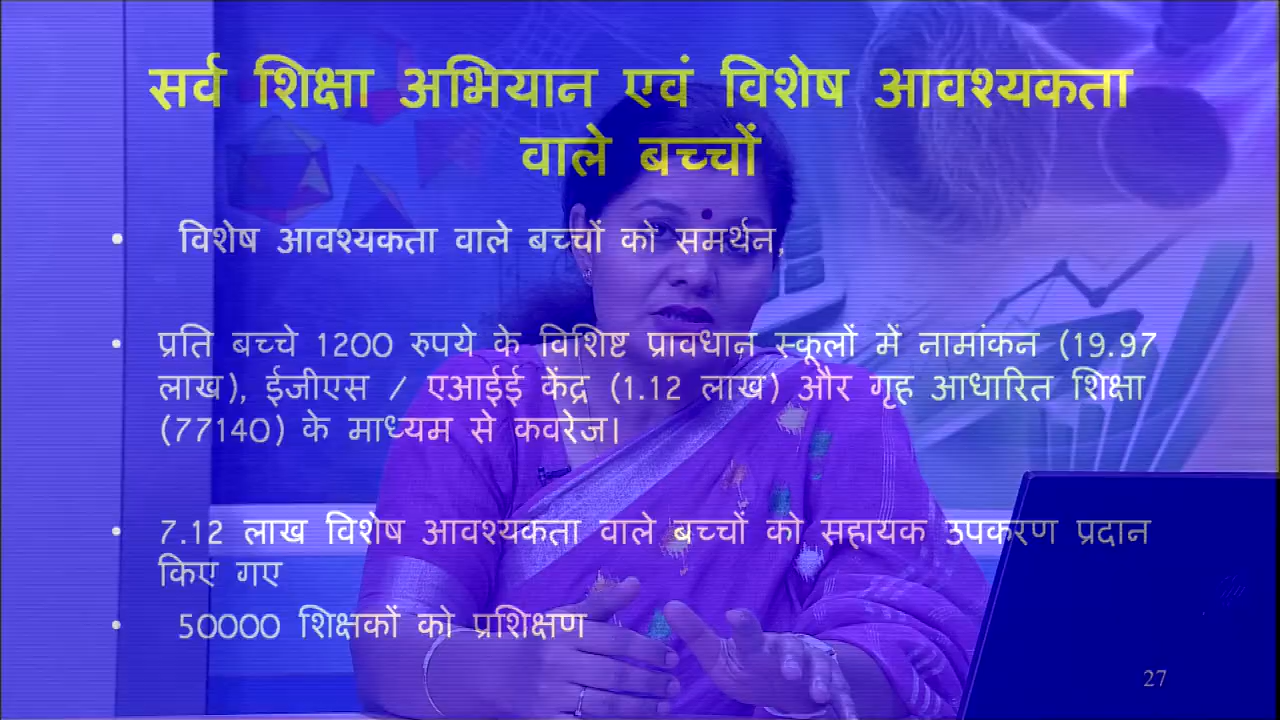 सर्व शिक्षा अभियान एवं विशेष आवश्यकता
वाले बच्चों
• विशेष आवश्यकता वाले बच्चों को समर्थन,
• प्रति बच्चे 1200 रुपये के विशिष्ट प्रावधान स्कूलों में नामांकन (19.97
लाख), ईजीएस / एआईई केंद्र (1.12 लाख) और गृह आधारित शिक्षा
(77140) के माध्यम से कवरेज।
• 7.12 लाख विशेष आवश्यकता वाले बच्चों को सहायक उपकरण प्रदान
किए गए
• 50000 शिक्षकों को प्रशिक्षण
27